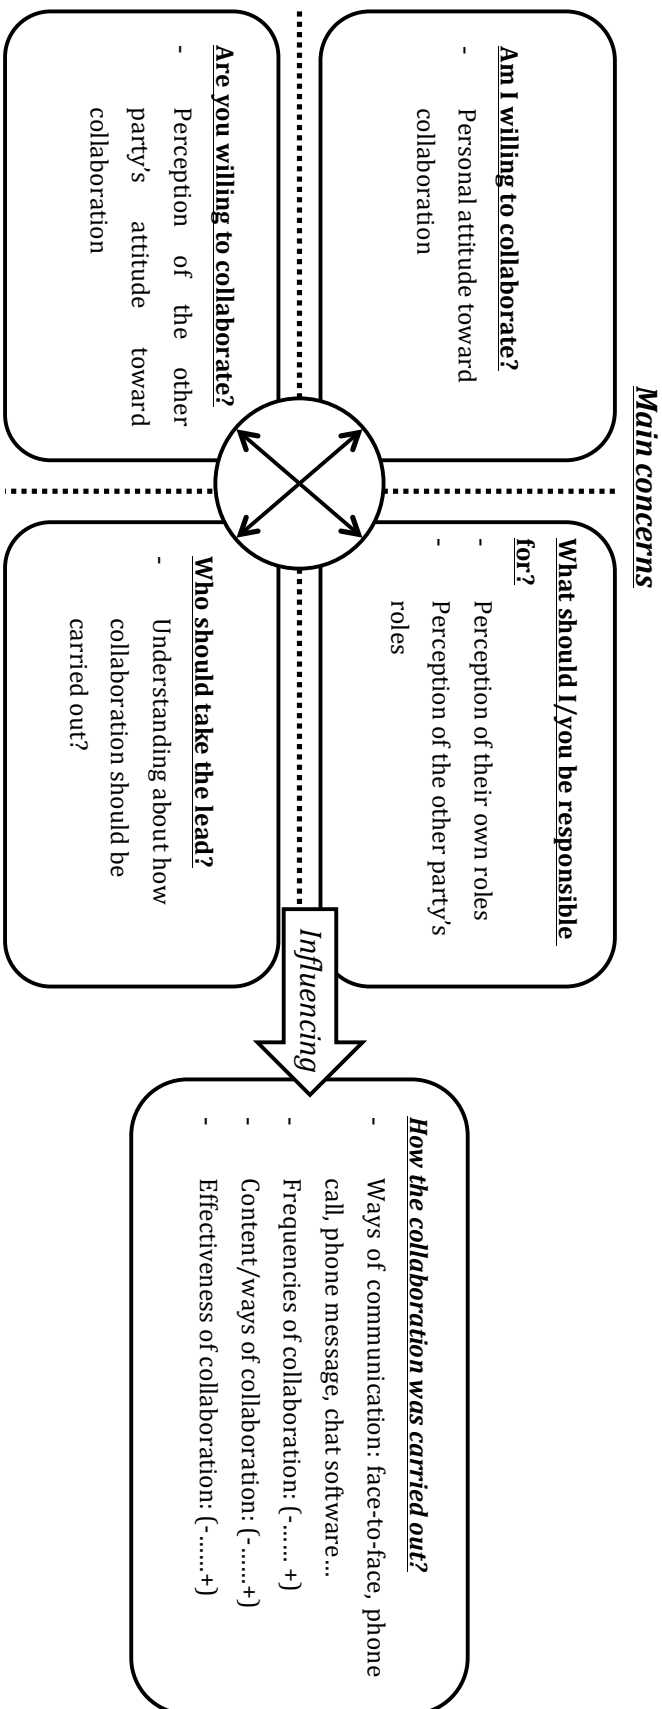 Main concerns
Am I willing to collaborate?
- Personal attitude toward
collaboration
What should I/you be responsible
for?
- Perception of their own roles
- Perception of the other party's
roles
Are you willing to collaborate?
- Perception of the other
party's attitude toward
collaboration
Who should take the lead?
- Understanding about how
collaboration should be
carried out?
Influencing
How the collaboration was carried out?
- Ways of communication: face-to-face, phone
call, phone message, chat software...
- Frequencies of collaboration: (-...... +)
- Content/ways of collaboration: (-.......+)
- Effectiveness of collaboration: (-.......+)